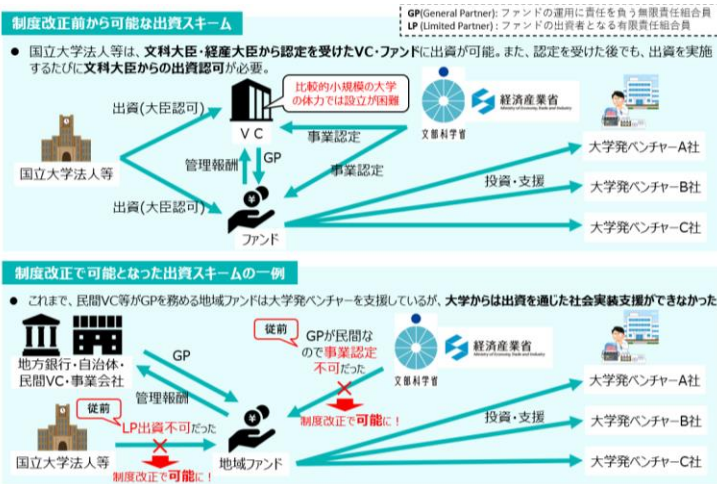 制度改正前から可能な出資スキーム
GP(General Partner): ファンドの運用に責任を負う無限責任組合員
LP (Limited Partner) : ファンドの出資者となる有限責任組合員
● 国立大学法人等は、文科大臣・経産大臣から認定を受けたVC・ファンドに出資が可能。また、認定を受けた後でも、出資を実施
するたびに文科大臣からの出資認可が必要。
出資(大臣認可)
比較的小規模の大学
の体力では設立が困難
VC
事業認定
文部科学省
経済産業省
Ministry of Economy, Trade and Industry
大学発ベンチャーA社
国立大学法人等
管理報酬
GP
事業認定
投資・支援
大学発ベンチャーB社
出資(大臣認可)
ファンド
大学発ベンチャーC社
制度改正で可能となった出資スキームの一例
● これまで、民間VC等がGPを務める地域ファンドは大学発ベンチャーを支援しているが、大学からは出資を通じた社会実装支援ができなかった
地方銀行・自治体・
民間VC・事業会社
GP
管理報酬
従前
GPが民間な
ので事業認定
不可だった
制度改正で可能に!
文部科学省
経済産業省
Ministry of Economy, Trade and Industry
大学発ベンチャーA社
従前
LP出資不可だった
国立大学法人等
制度改正で可能に!
地域ファンド
投資・支援
大学発ベンチャーB社
大学発ベンチャーC社